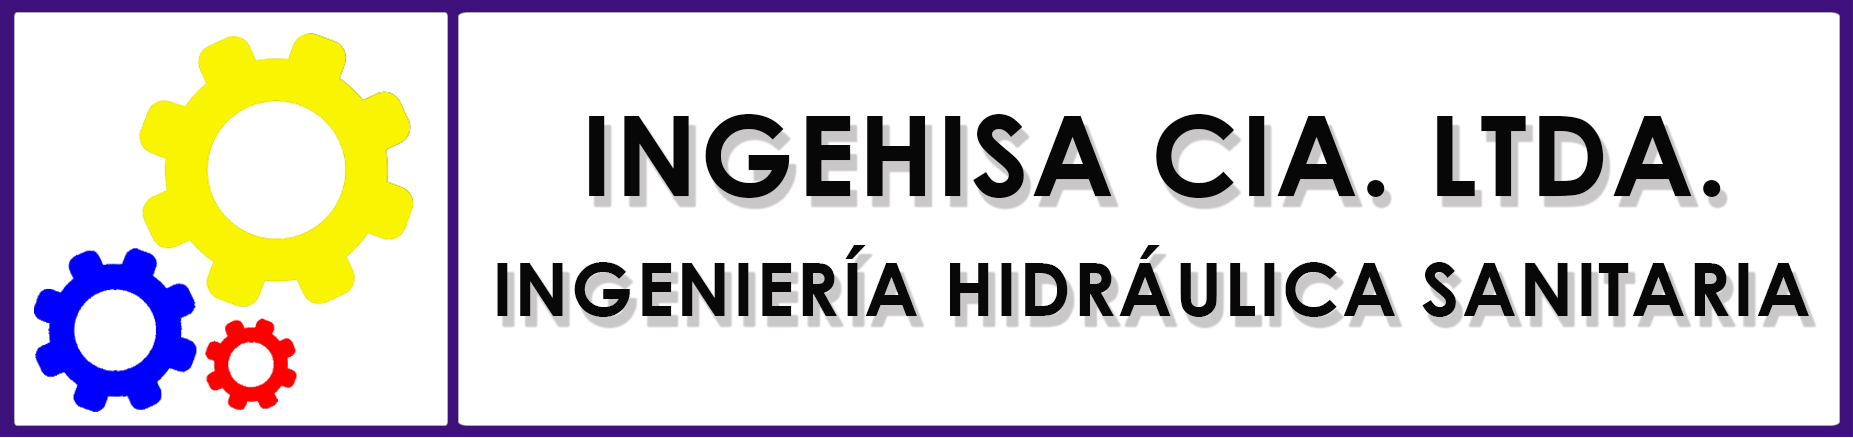 INGEHISA CIA. LTDA.
INGENIERÍA HIDRÁULICA SANITARIA